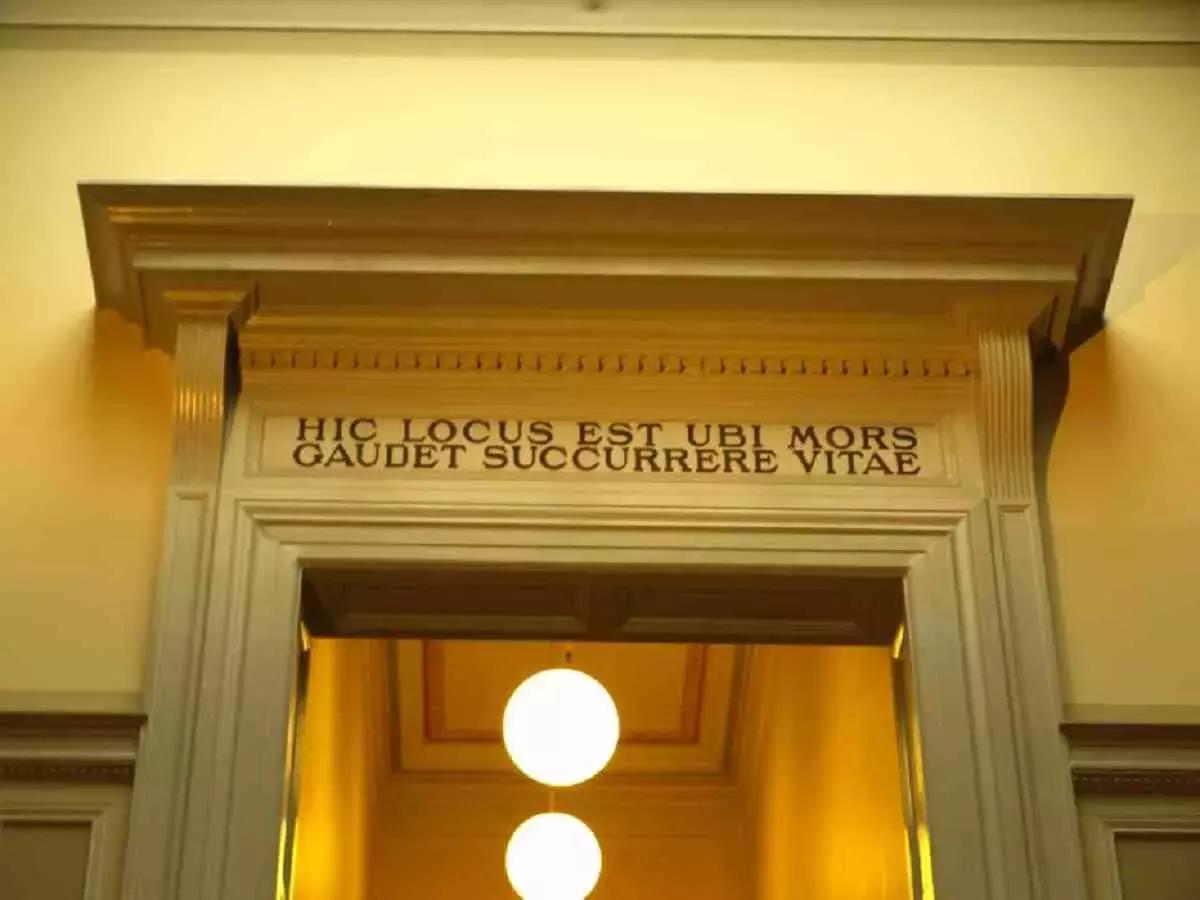 HIC LOCUS EST UBI MORS
GAUDET SUCCURRERE VITAE